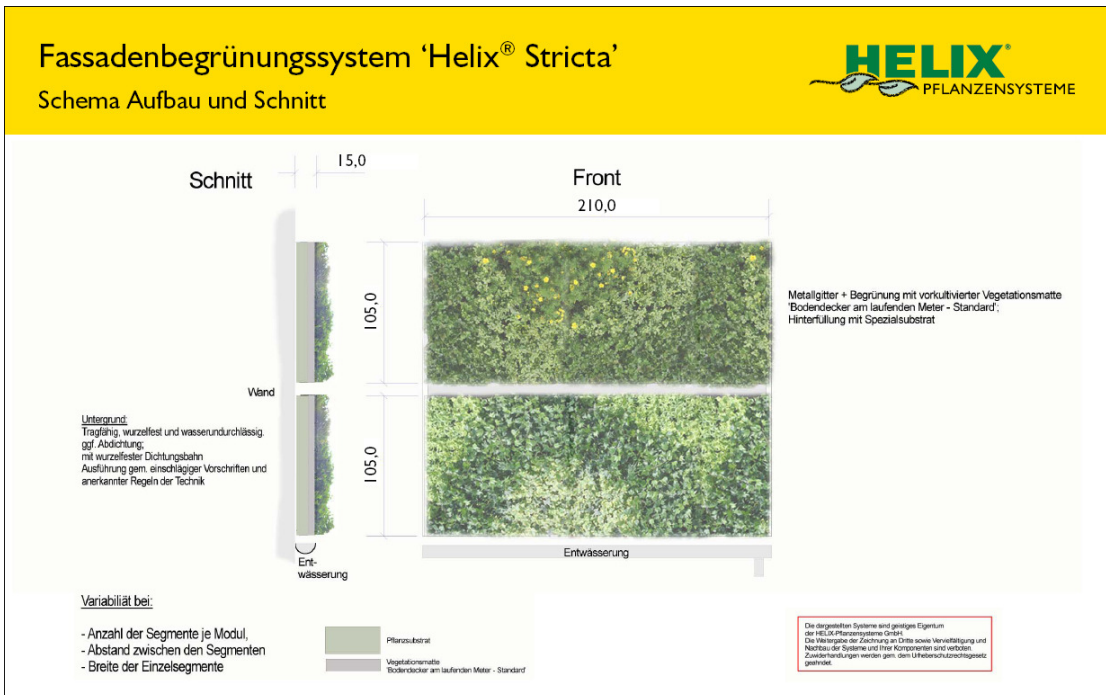 Fassadenbegrünungssystem ‘Helix® Stricta’
Schema Aufbau und Schnitt
HELIX®
PFLANZENSYSTEME
Schnitt
15,0
Front
210,0
105,0
105,0
Metallgitter + Begrünung mit vorkultivierter Vegetationsmatte
'Bodendecker am laufenden Meter - Standard';
Hinterfüllung mit Spezialsubstrat
Wand
Untergrund:
Tragfähig, wurzelfest und wasserundurchlässig.
ggf. Abdichtung;
mit wurzelfester Dichtungsbahn
Ausführung gem. einschlägiger Vorschriften und
anerkannter Regeln der Technik
Ent-
wässerung
Entwässerung
Variabiliät bei:
- Anzahl der Segmente je Modul,
- Abstand zwischen den Segmenten
- Breite der Einzelsegmente
Pflanzsubstrat
Vegetationsmatte
'Bodendecker am laufenden Meter - Standard'
Die dargestellten Systeme sind geistiges Eigentum
der HELIX-Pflanzensysteme GmbH.
Die Weitergabe der Zeichnung an Dritte sowie Vervielfältigung und
Nachbau der Systeme und Ihrer Komponenten sind verboten.
Zuwiderhandlungen werden gem. dem Urheberschutzrechtsgesetz
geahndet.